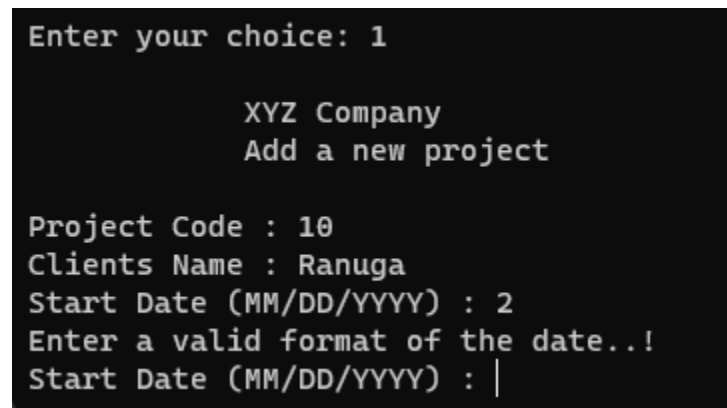 Enter your choice: 1
XYZ Company
Add a new project
Project Code : 10
Clients Name : Ranuga
Start Date (MM/DD/YYYY) : 2
Enter a valid format of the date..!
Start Date (MM/DD/YYYY) :